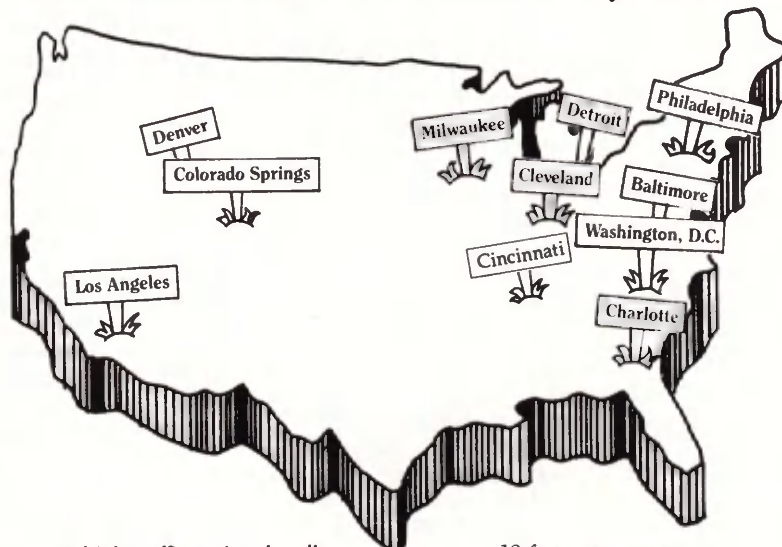 Philadelphia
Detroit
Milwaukee
Denver
Colorado Springs
Cleveland
Baltimore
Washington, D.C.
Cincinnati
Los Angeles
Charlotte